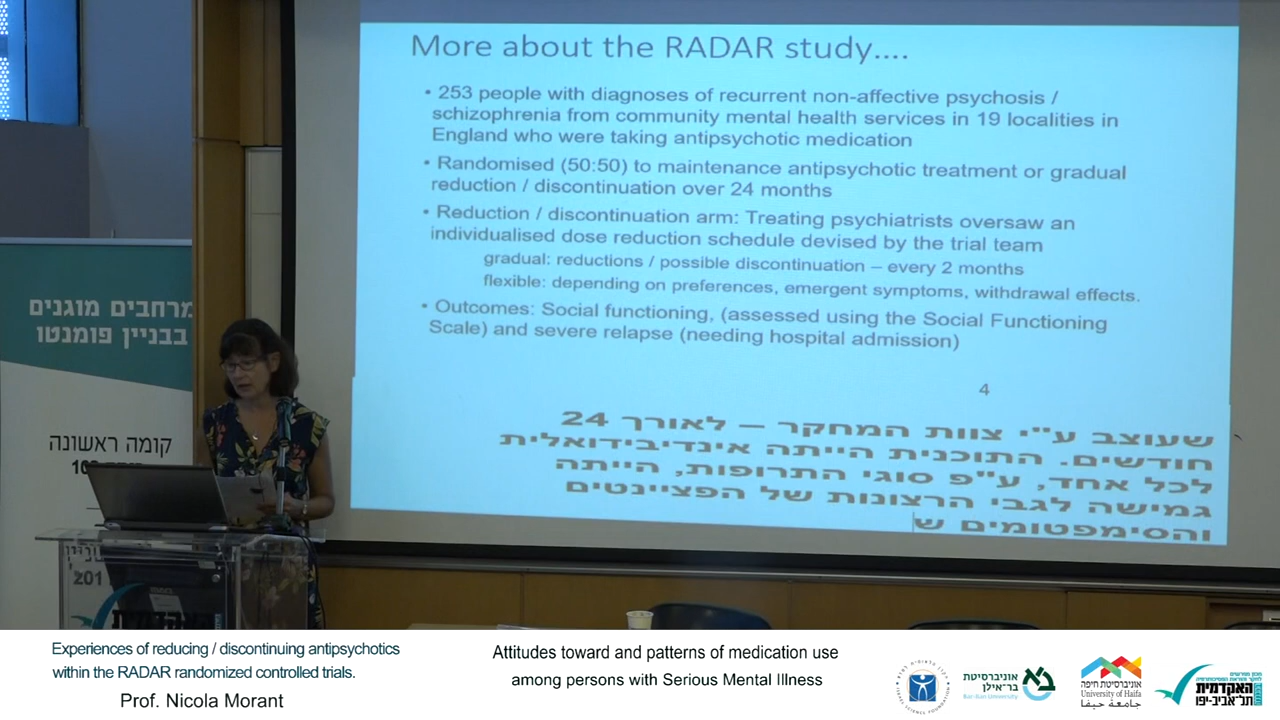 More about the RADAR study....
• 253 people with diagnoses of recurrent non-affective psychosis /
schizophrenia from community mental health services in 19 localities in
England who were taking antipsychotic medication
• Randomised (50:50) to maintenance antipsychotic treatment or gradual
reduction / discontinuation over 24 months
• Reduction / discontinuation arm: Treating psychiatrists oversaw an
individualised dose reduction schedule devised by the trial team
gradual: reductions / possible discontinuation – every 2 months
flexible: depending on preferences, emergent symptoms, withdrawal effects.
• Outcomes: Social functioning, (assessed using the Social Functioning
Scale) and severe relapse (needing hospital admission)
4
שעוצב ע"י צוות המחקר – לאורך 24
חודשים. התוכנית הייתה אינדיבידואלית
לכל אחד, ע"פ סוגי התרופות, הייתה
גמישה לגבי הרצונות של הפציינטים
והסימפטומים ש
מרחבים מוגנים
בבניין פומנטו
קומה ראשונה
Experiences of reducing / discontinuing antipsychotics
within the RADAR randomized controlled trials.
Prof. Nicola Morant
Attitudes toward and patterns of medication use
among persons with Serious Mental Illness
אוניברסיטת
בר־אילן
Bar-Ilan University
אוניברסיטת חיפה
University of Haifa
جامعة حيفا
האקדמית
תל־אביב-יפו